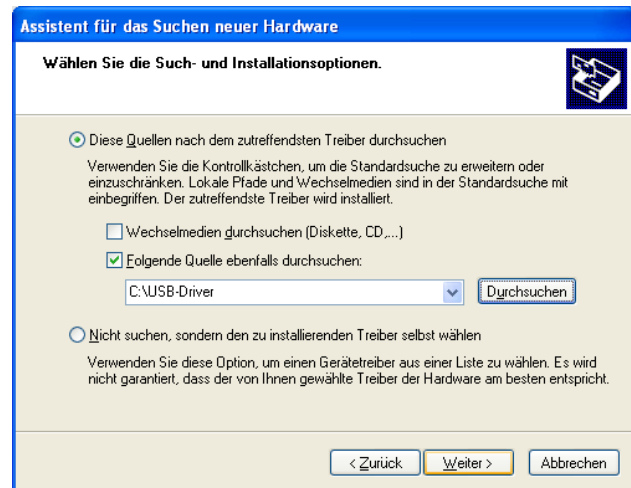 Assistent für das Suchen neuer Hardware
Wählen Sie die Such- und Installationsoptionen.
Diese Quellen nach dem zutreffendsten Treiber durchsuchen
Verwenden Sie die Kontrollkästchen, um die Standardsuche zu erweitern oder
einzuschränken. Lokale Pfade und Wechselmedien sind in der Standardsuche mit
einbegriffen. Der zutreffendste Treiber wird installiert.
Wechselmedien durchsuchen (Diskette, CD,...)
Folgende Quelle ebenfalls durchsuchen:
C:\USB-Driver Durchsuchen
Nicht suchen, sondern den zu installierenden Treiber selbst wählen
Verwenden Sie diese Option, um einen Gerätetreiber aus einer Liste zu wählen. Es wird
nicht garantiert, dass der von Ihnen gewählte Treiber der Hardware am besten entspricht.
< Zurück Weiter > Abbrechen